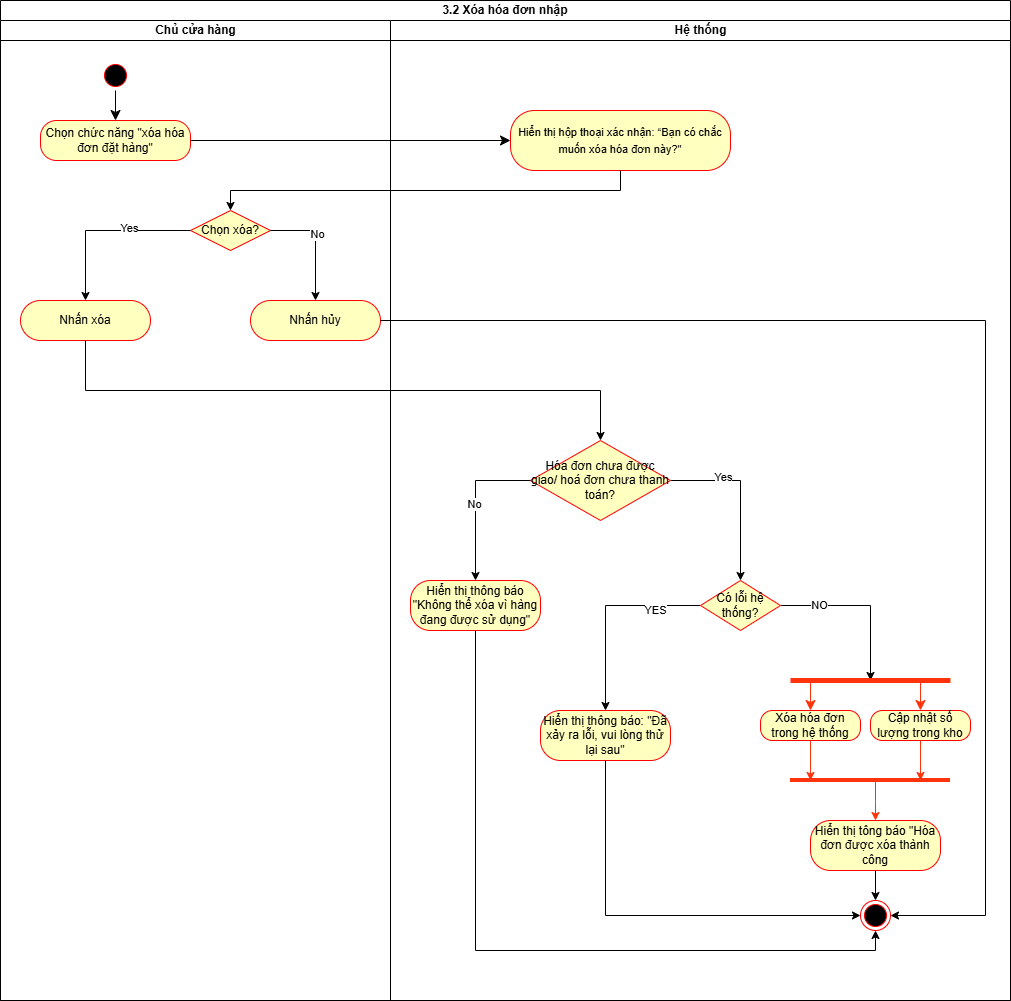 3.2 Xóa hóa đơn nhập
Chủ cửa hàng
Hệ thống
Chọn chức năng "xóa hóa
đơn đặt hàng"
Hiển thị hộp thoại xác nhận: “Bạn có chắc
muốn xóa hóa đơn này?"
Chọn xóa?
Yes
No
Nhấn xóa
Nhấn hủy
Hóa đơn chưa được
giao/ hoá đơn chưa thanh
toán?
No
Yes
Hiển thị thông báo
"Không thể xóa vì hàng
đang được sử dụng"
Có lỗi hệ
thống?
YES
NO
Hiển thị thông báo: "Đã
xảy ra lỗi, vui lòng thử
lại sau"
Xóa hóa đơn
trong hệ thống
Cập nhật số
lượng trong kho
Hiển thị tông báo "Hóa
đơn được xóa thành
công